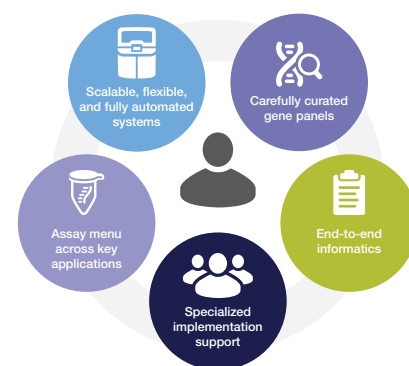 Scalable, flexible,
and fully automated
systems
Carefully curated
gene panels
Assay menu
across key
applications
End-to-end
informatics
Specialized
implementation
support